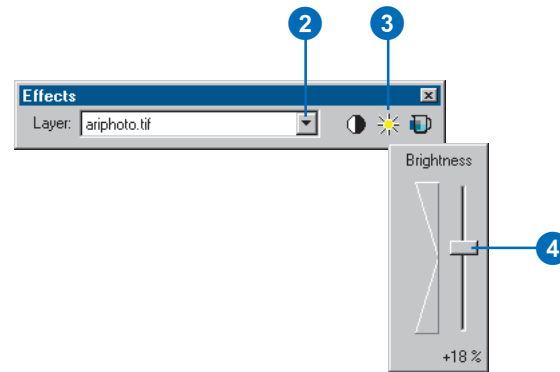 2 3
Effects
Layer: ariphoto.tif
Brightness
4
+18 %